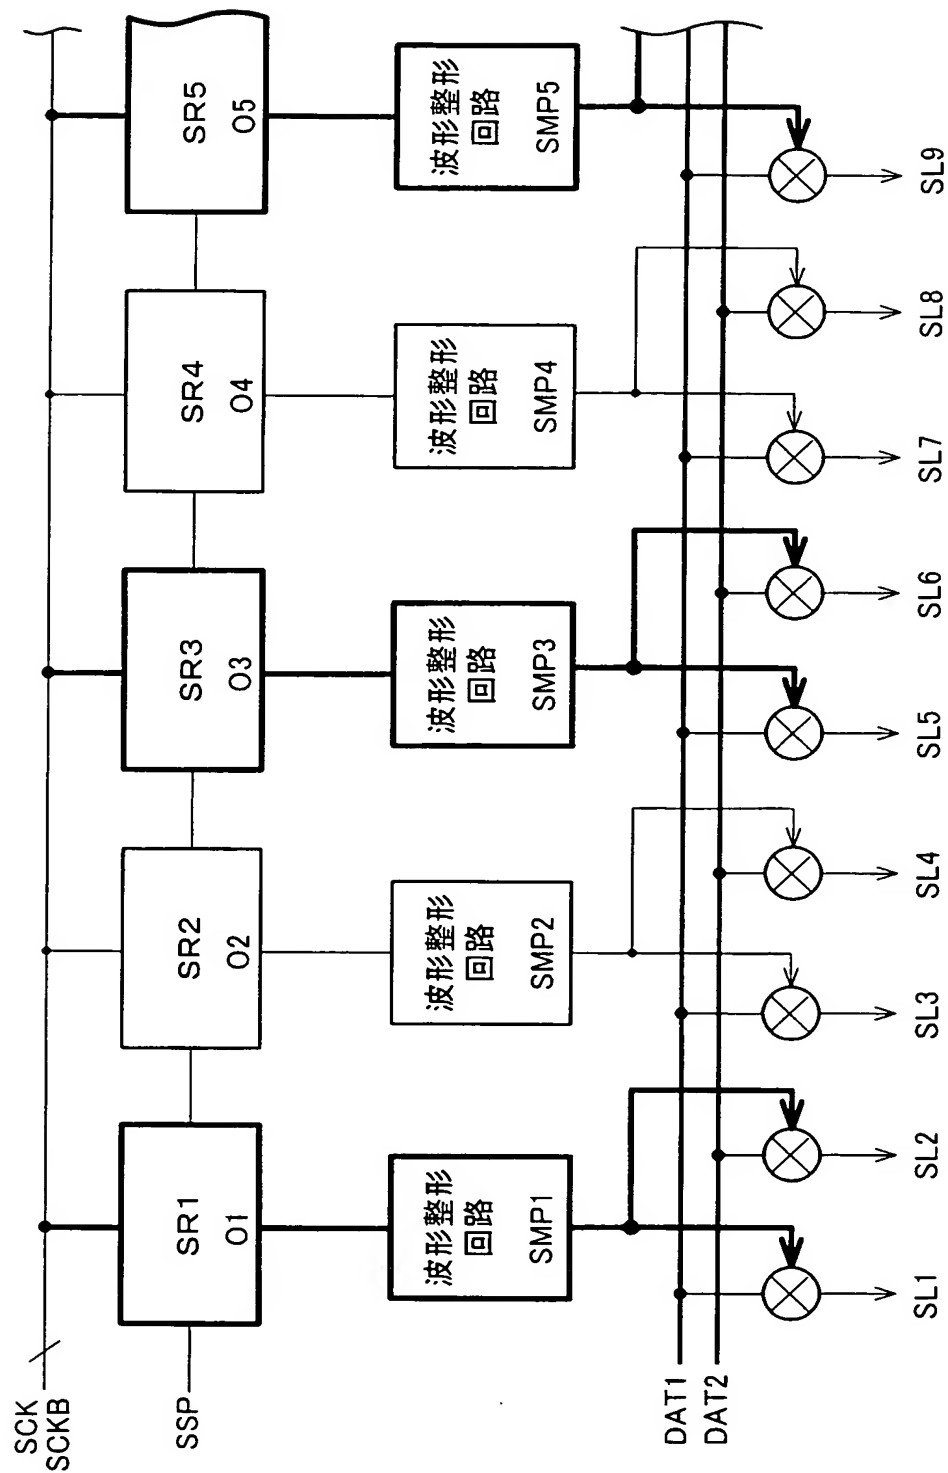 SCK
SCKB
SSP
SR1
O1
SR2
O2
SR3
O3
SR4
O4
SR5
O5
波形整形
回路
SMP1
波形整形
回路
SMP2
波形整形
回路
SMP3
波形整形
回路
SMP4
波形整形
回路
SMP5
DAT1
DAT2
SL1
SL2
SL3
SL4
SL5
SL6
SL7
SL8
SL9